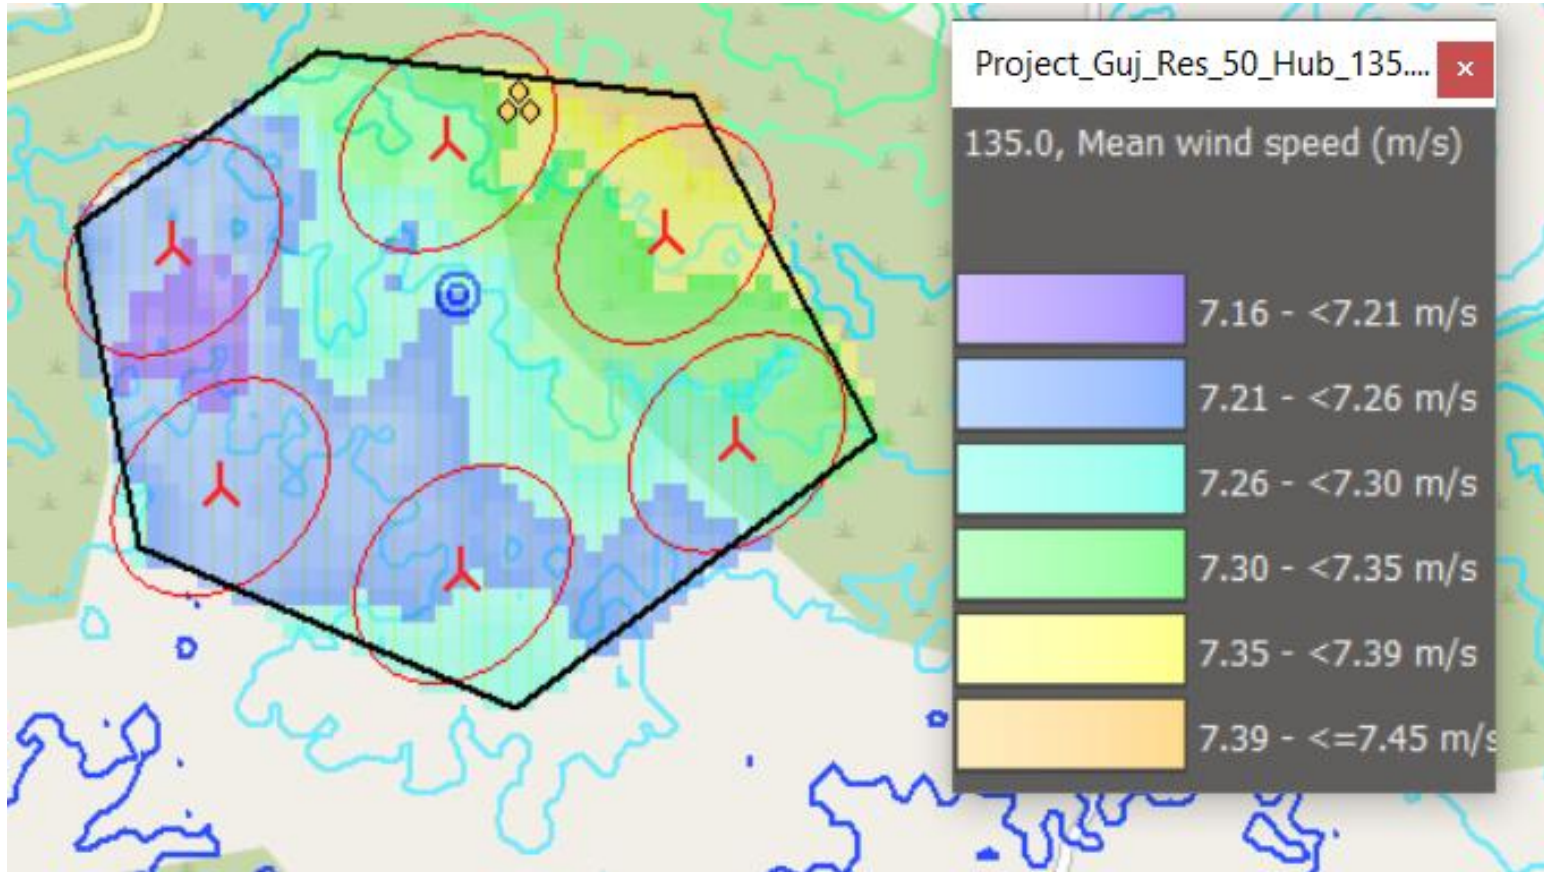 Project_Guj_Res_50_Hub_135....
135.0, Mean wind speed (m/s)
7.16 - <7.21 m/s
7.21 - <7.26 m/s
7.26 - <7.30 m/s
7.30 - <7.35 m/s
7.35 - <7.39 m/s
7.39 - <=7.45 m/s